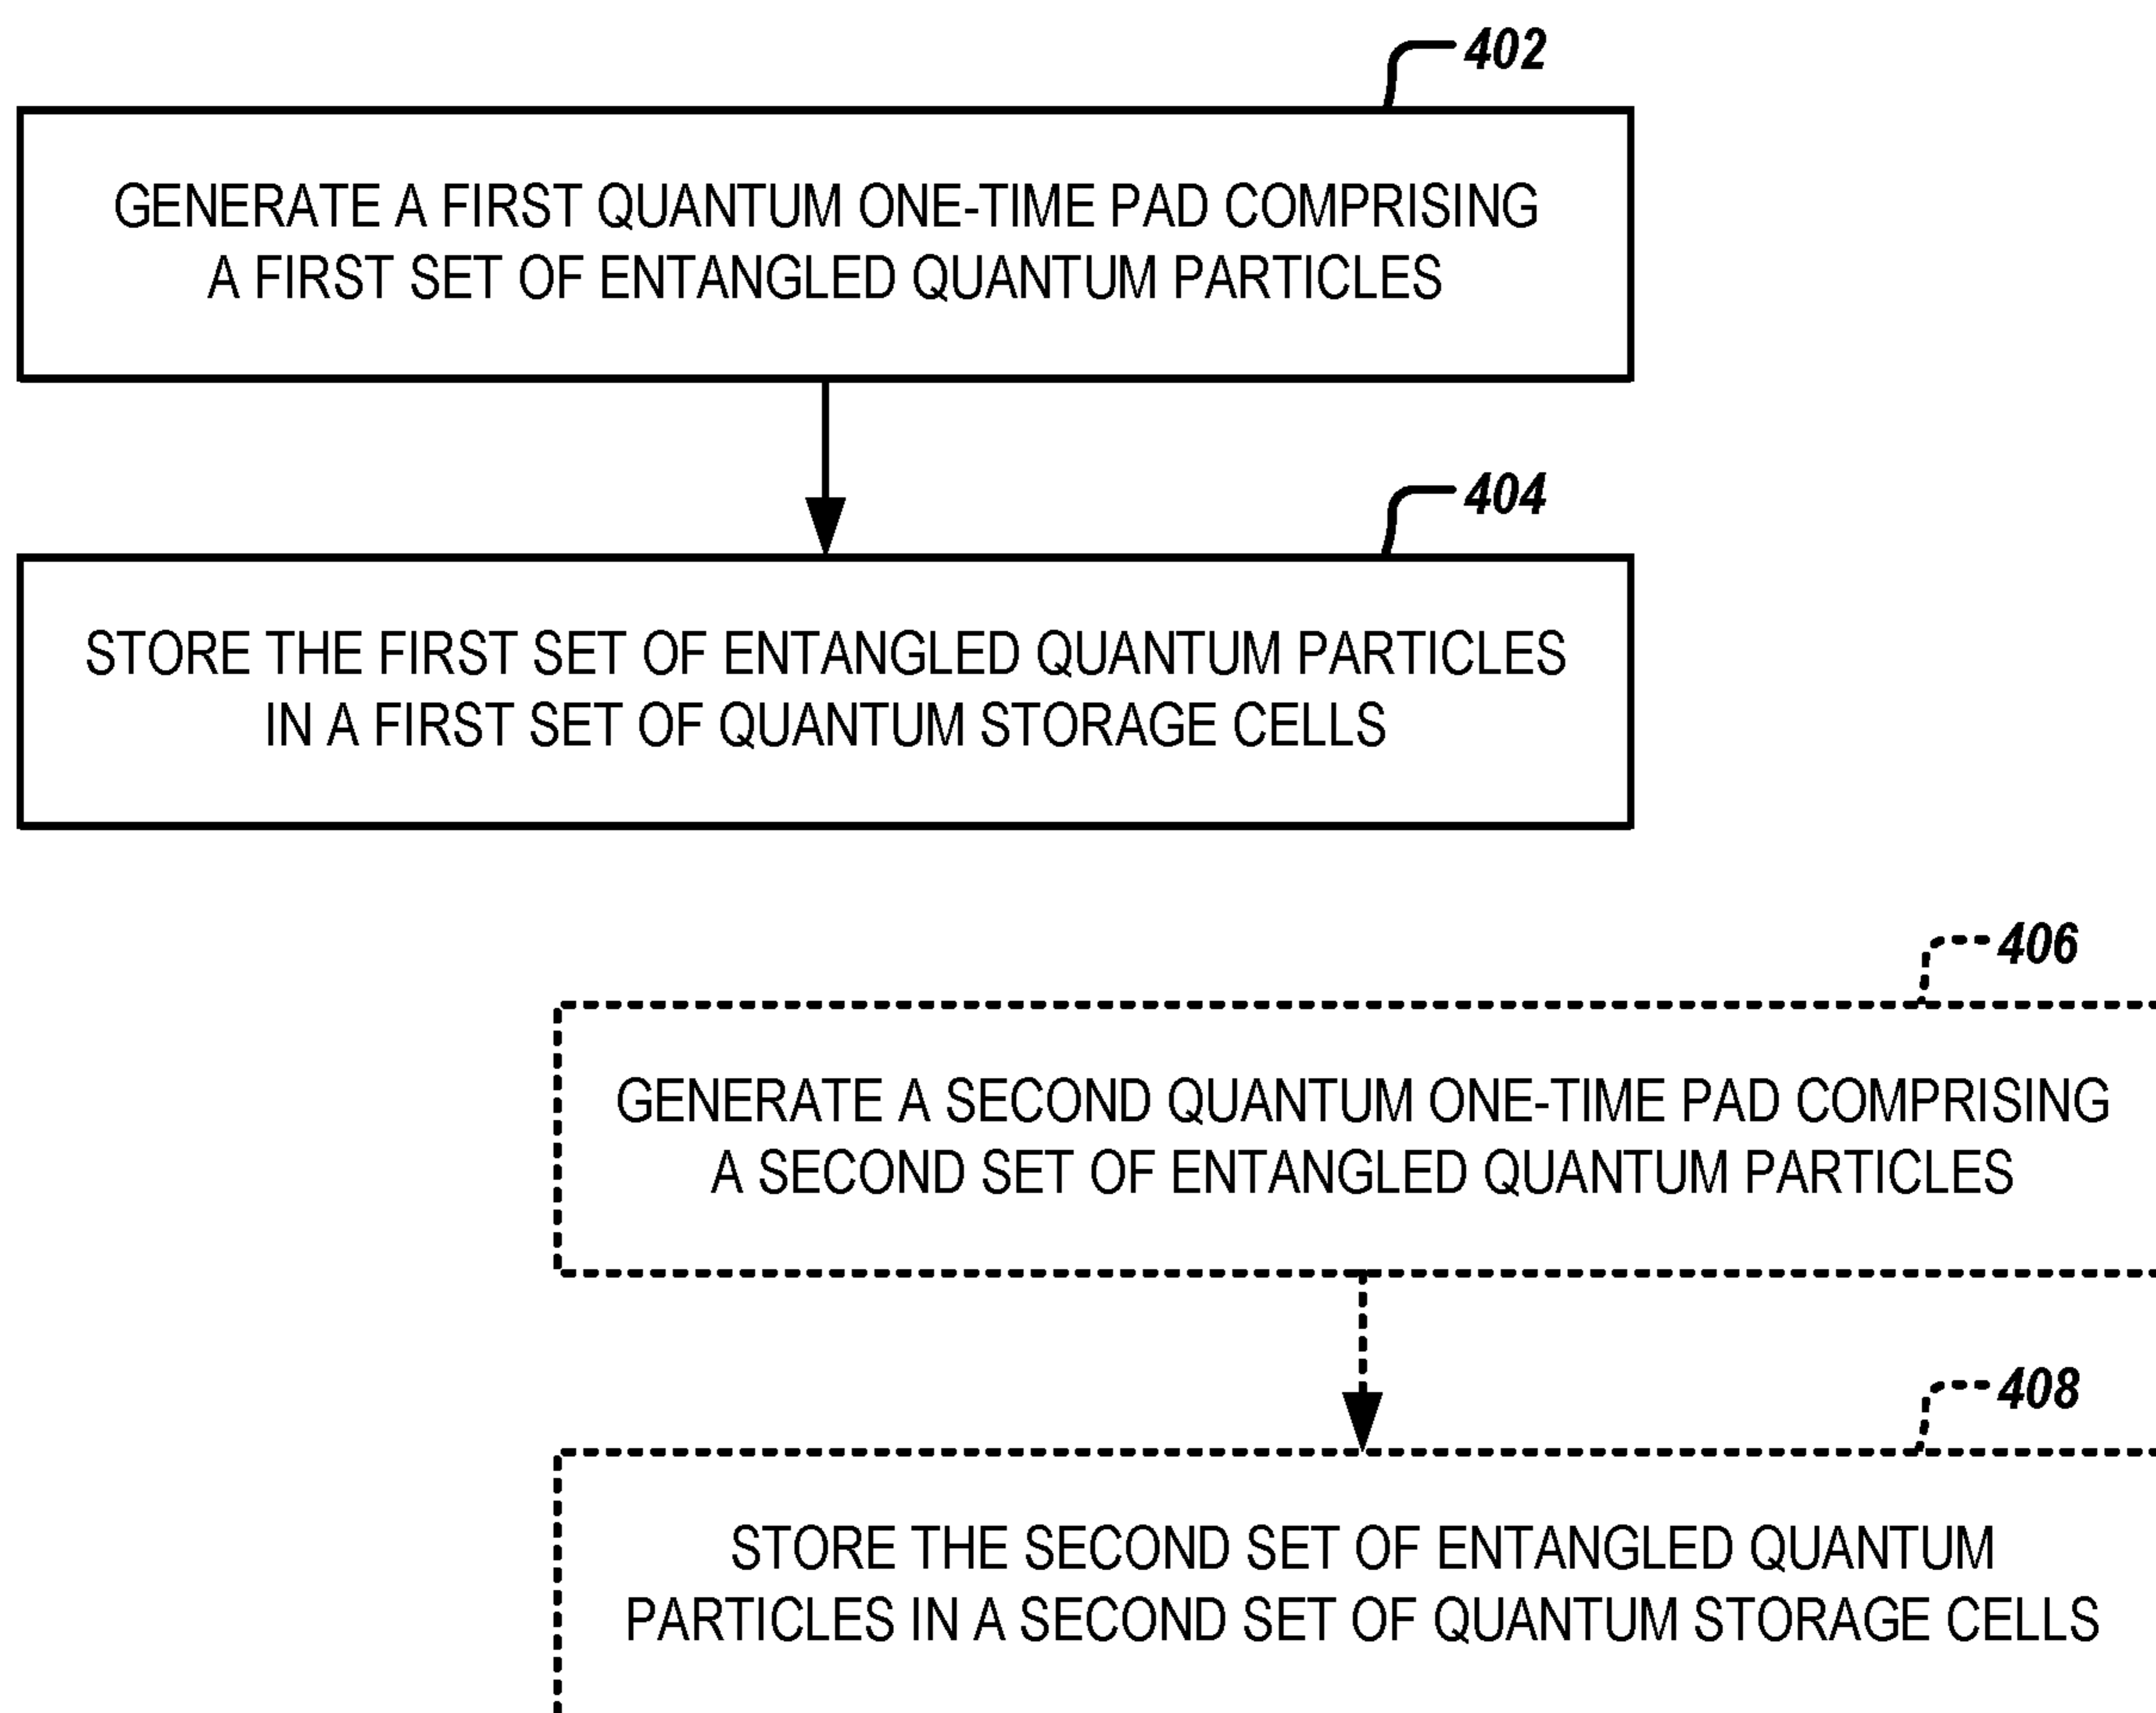 402
GENERATE A FIRST QUANTUM ONE-TIME PAD COMPRISING
A FIRST SET OF ENTANGLED QUANTUM PARTICLES
404
STORE THE FIRST SET OF ENTANGLED QUANTUM PARTICLES
IN A FIRST SET OF QUANTUM STORAGE CELLS
406
GENERATE A SECOND QUANTUM ONE-TIME PAD COMPRISING
A SECOND SET OF ENTANGLED QUANTUM PARTICLES
408
STORE THE SECOND SET OF ENTANGLED QUANTUM
PARTICLES IN A SECOND SET OF QUANTUM STORAGE CELLS